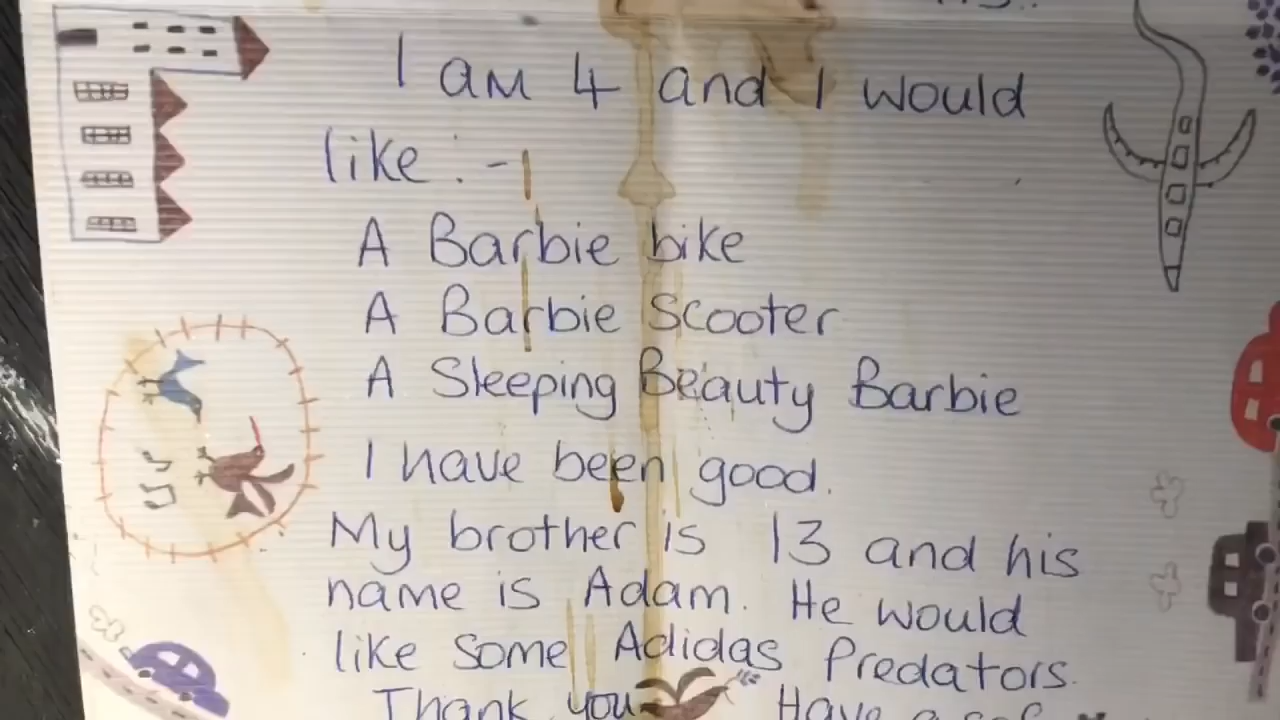 I am 4 and I would
like :-
A Barbie bike
A Barbie Scooter
A Sleeping Beauty Barbie
I have been good.
My brother is 13 and his
name is Adam. He would
like some Adidas Predators.
Thank you Have a